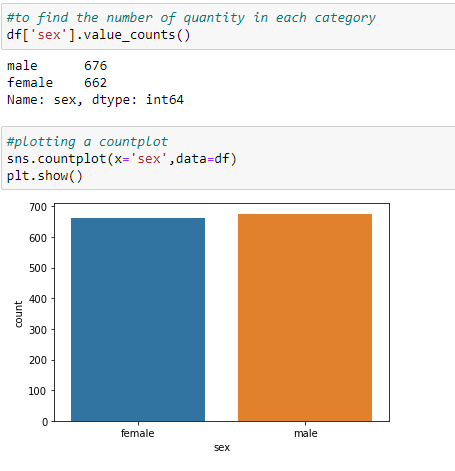 #to find the number of quantity in each category
df['sex'].value_counts()
male      676
female    662
Name: sex, dtype: int64
#plotting a countplot
sns.countplot(x='sex',data=df)
plt.show()
700
600
500
400
300
200
100
0
count
female male
sex